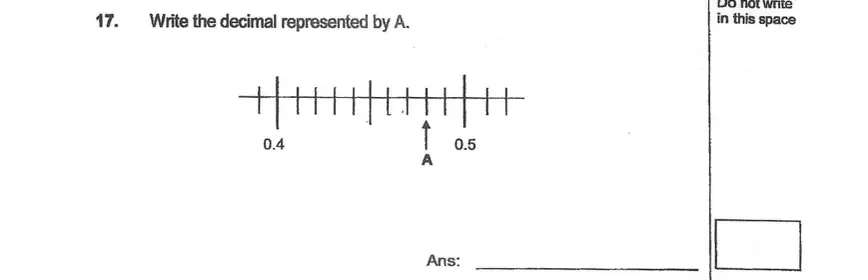 Do not write
in this space
17. Write the decimal represented by A.
0.4 0.5
A
Ans: